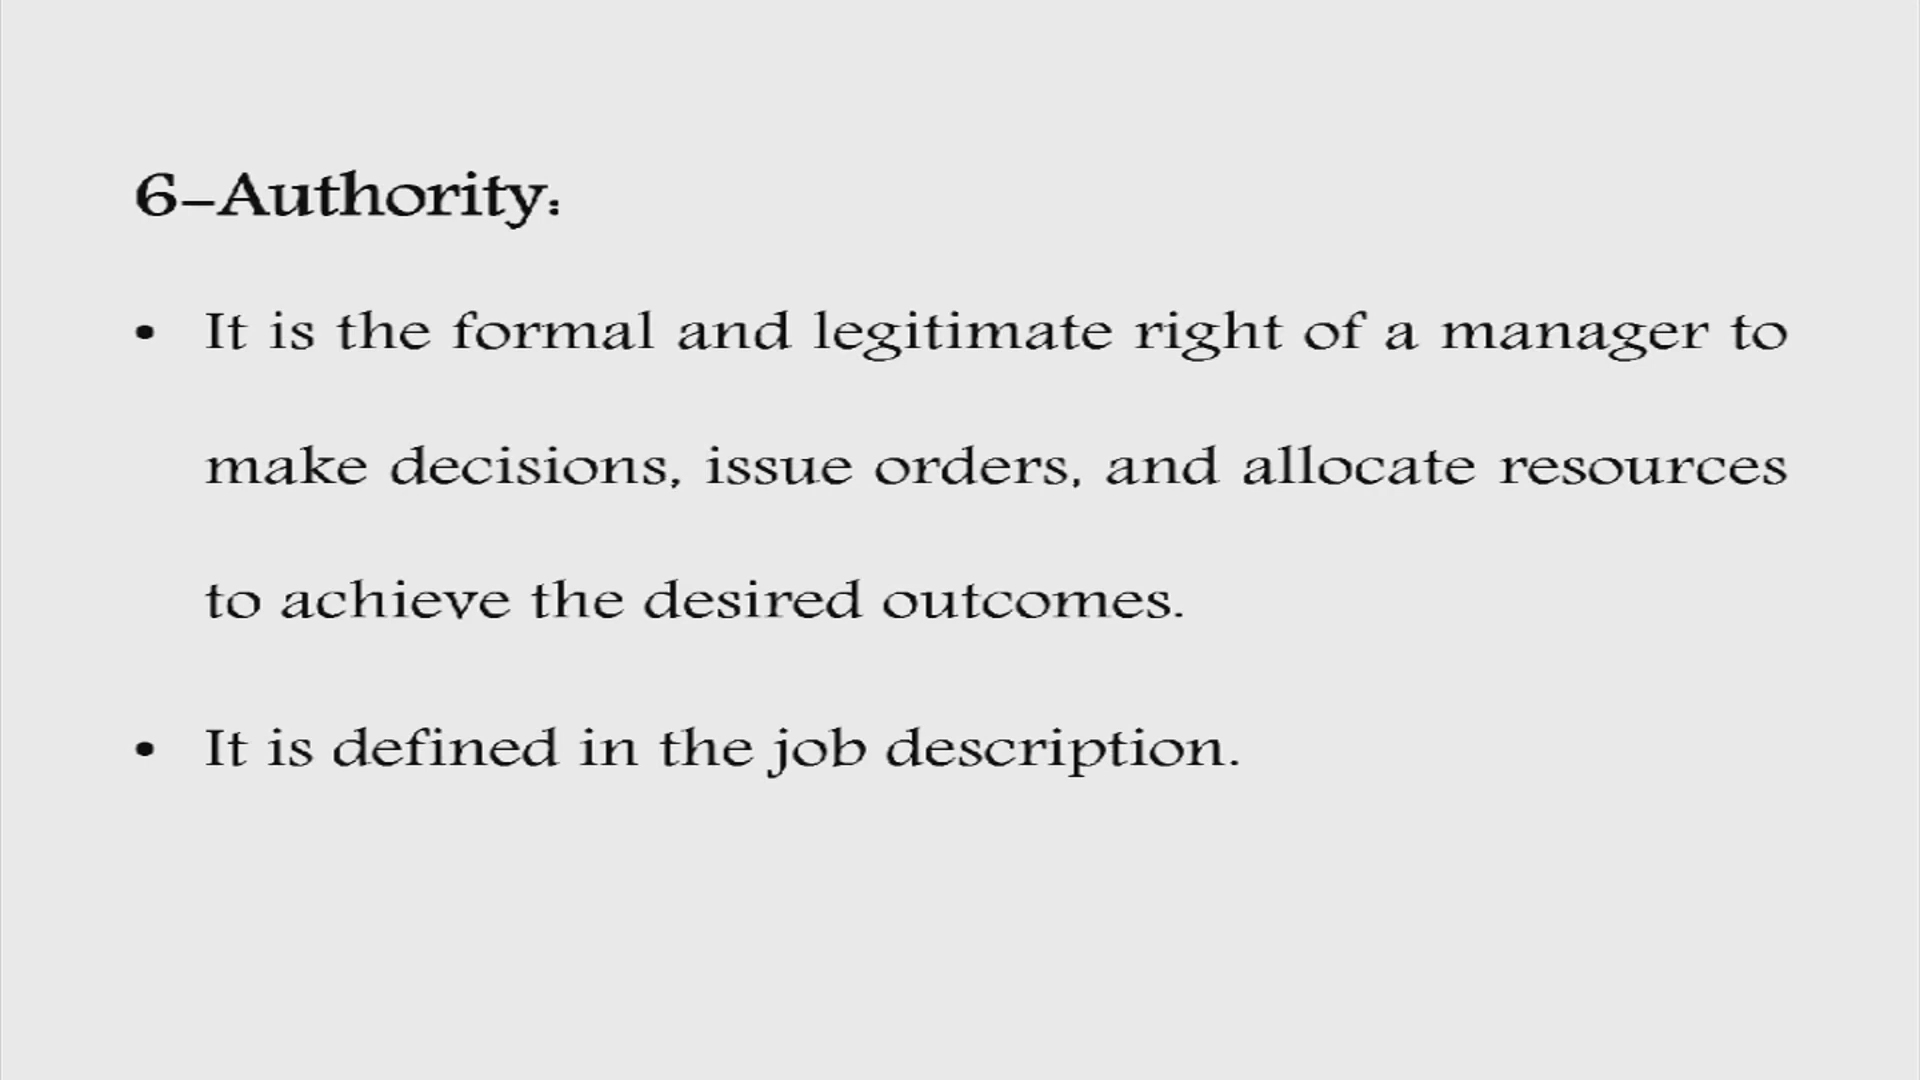 6-Authority:
• It is the formal and legitimate right of a manager to
make decisions, issue orders, and allocate resources
to achieve the desired outcomes.
• It is defined in the job description.